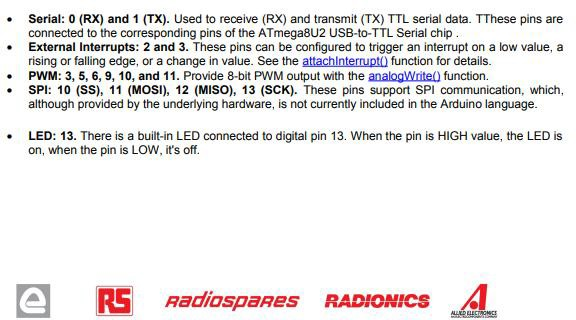 • Serial: 0 (RX) and 1 (TX). Used to receive (RX) and transmit (TX) TTL serial data. TThese pins are
connected to the corresponding pins of the ATmega8U2 USB-to-TTL Serial chip .
• External Interrupts: 2 and 3. These pins can be configured to trigger an interrupt on a low value, a
rising or falling edge, or a change in value. See the attachInterrupt() function for details.
• PWM: 3, 5, 6, 9, 10, and 11. Provide 8-bit PWM output with the analogWrite() function.
• SPI: 10 (SS), 11 (MOSI), 12 (MISO), 13 (SCK). These pins support SPI communication, which,
although provided by the underlying hardware, is not currently included in the Arduino language.
• LED: 13. There is a built-in LED connected to digital pin 13. When the pin is HIGH value, the LED is
on, when the pin is LOW, it's off.
e RS radiospares RADIONICS A
ALLIED ELECTRONICS